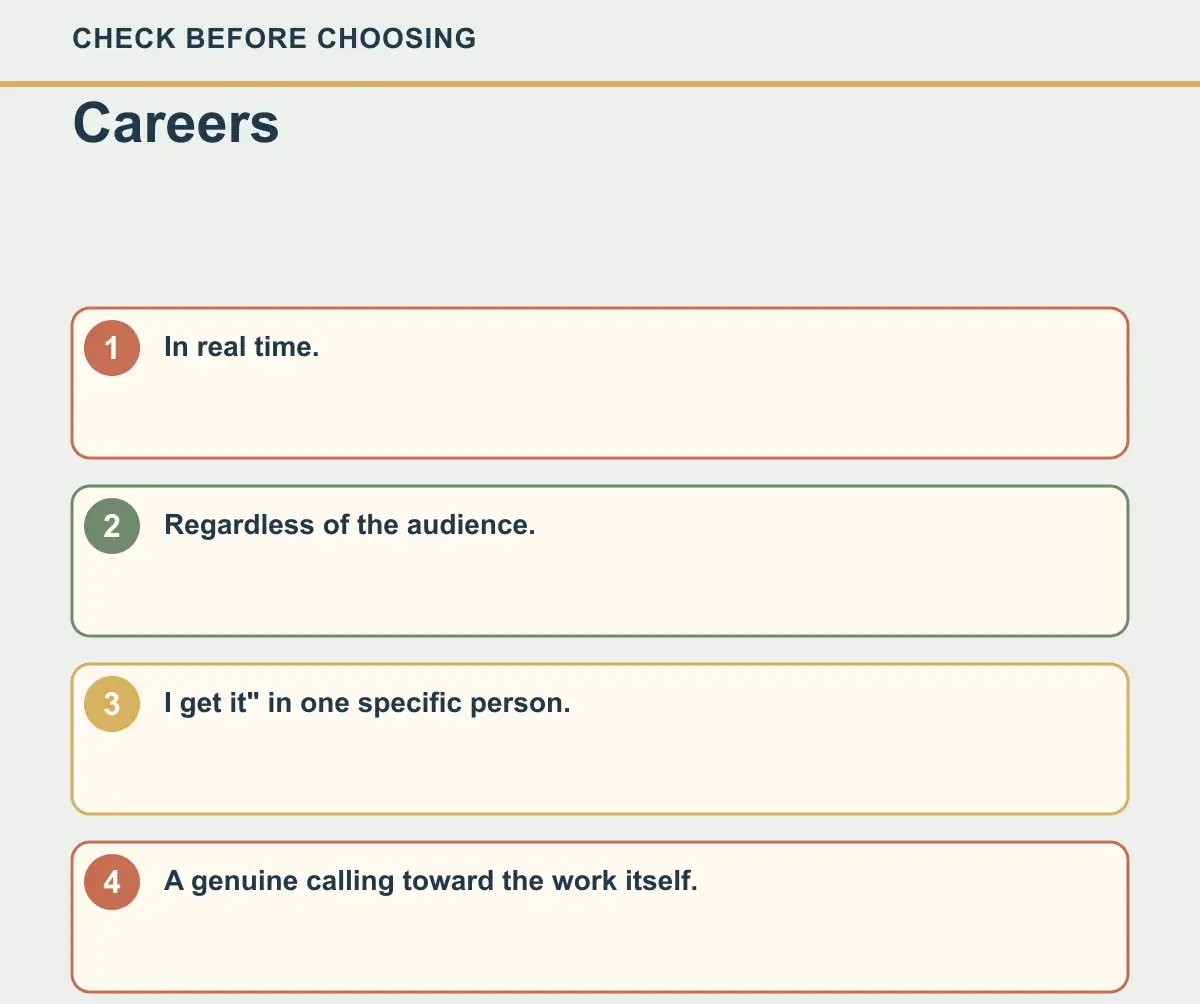 CHECK BEFORE CHOOSING
Careers
1 In real time.
2 Regardless of the audience.
3 I get it" in one specific person.
4 A genuine calling toward the work itself.